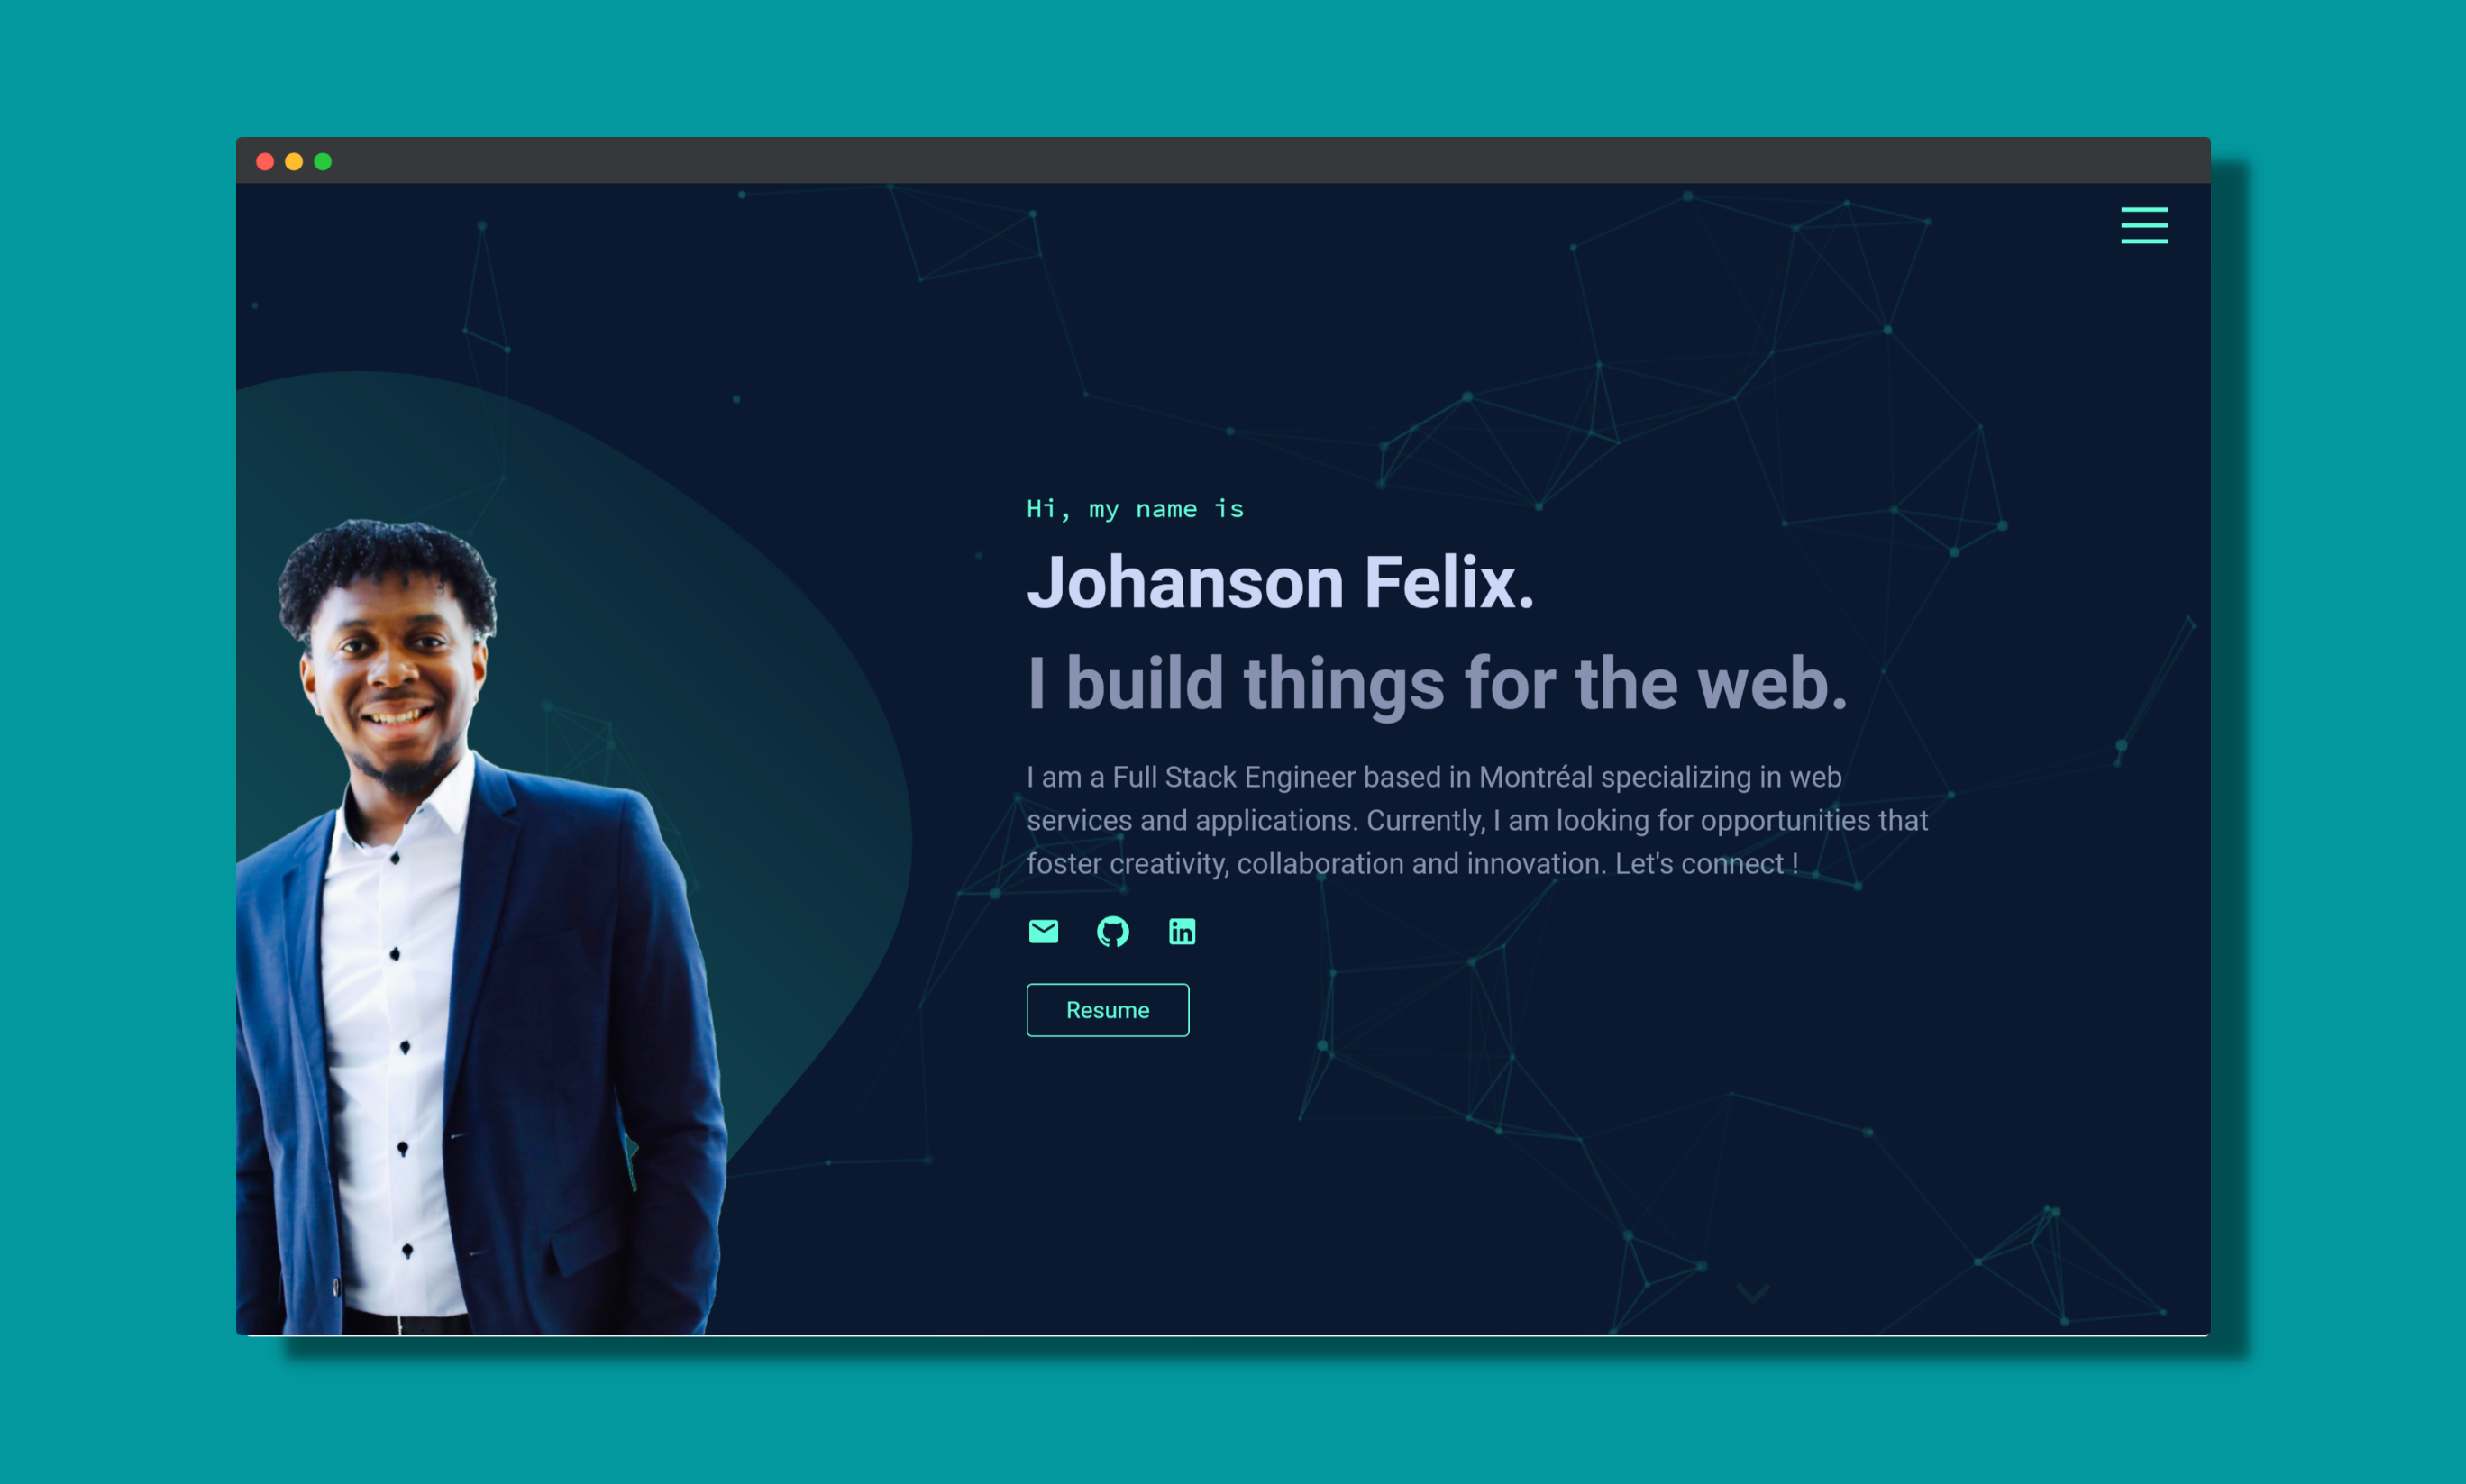 Hi, my name is
Johanson Felix.
I build things for the web.
I am a Full Stack Engineer based in Montréal specializing in web
services and applications. Currently, I am looking for opportunities that
foster creativity, collaboration and innovation. Let's connect !
in
Resume